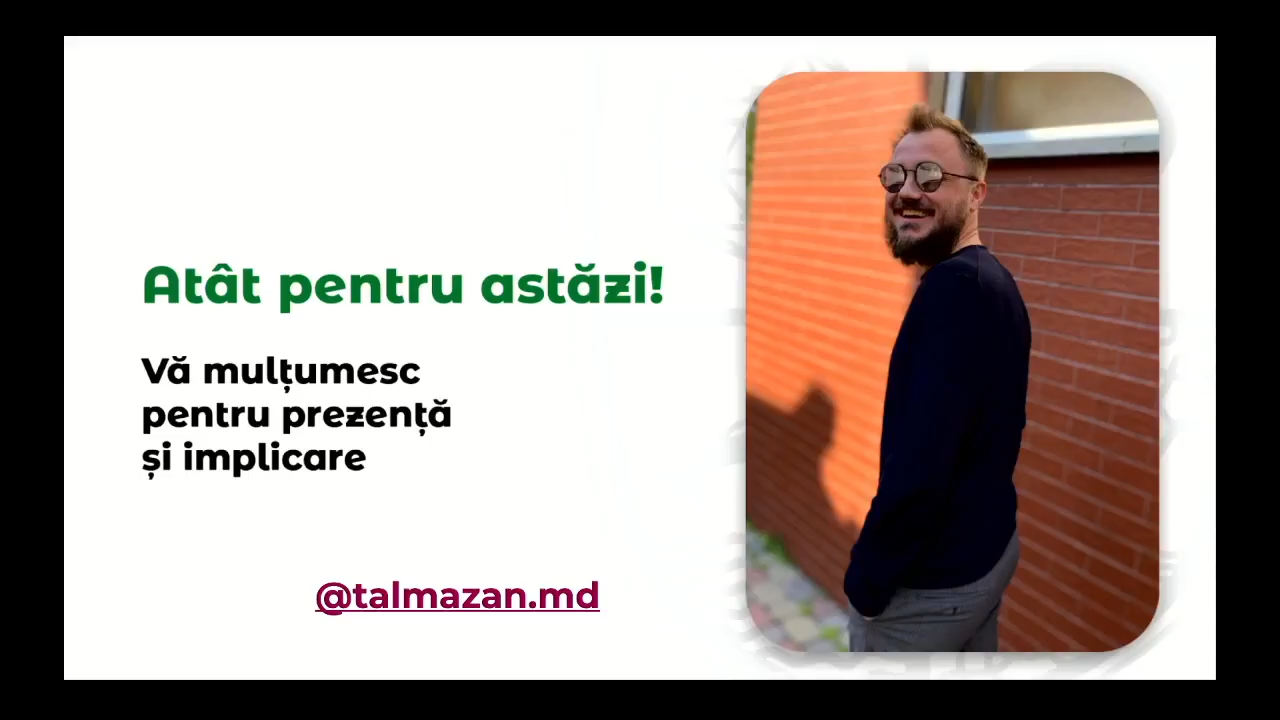 Atât pentru astăzi!
Vă mulțumesc
pentru prezență
și implicare
@talmazan.md